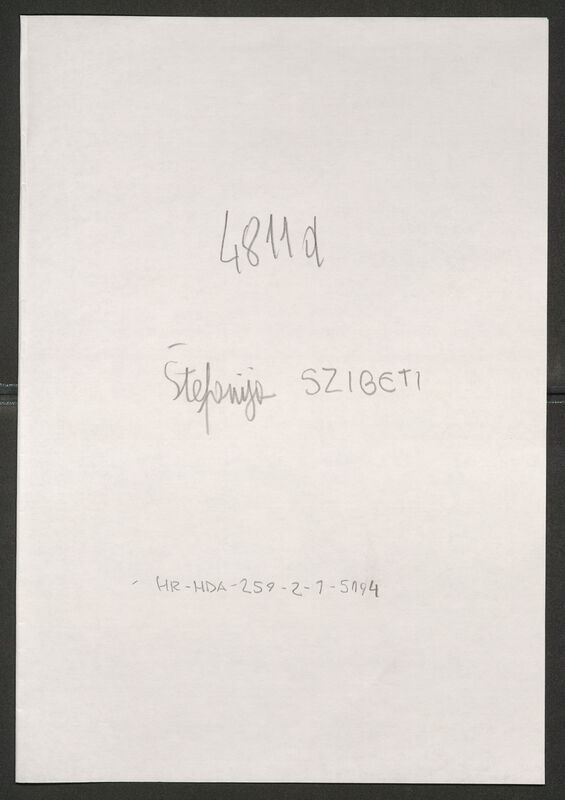 4811d
Štefanija SZIGETI
HR-HDA-259-2-1-5194